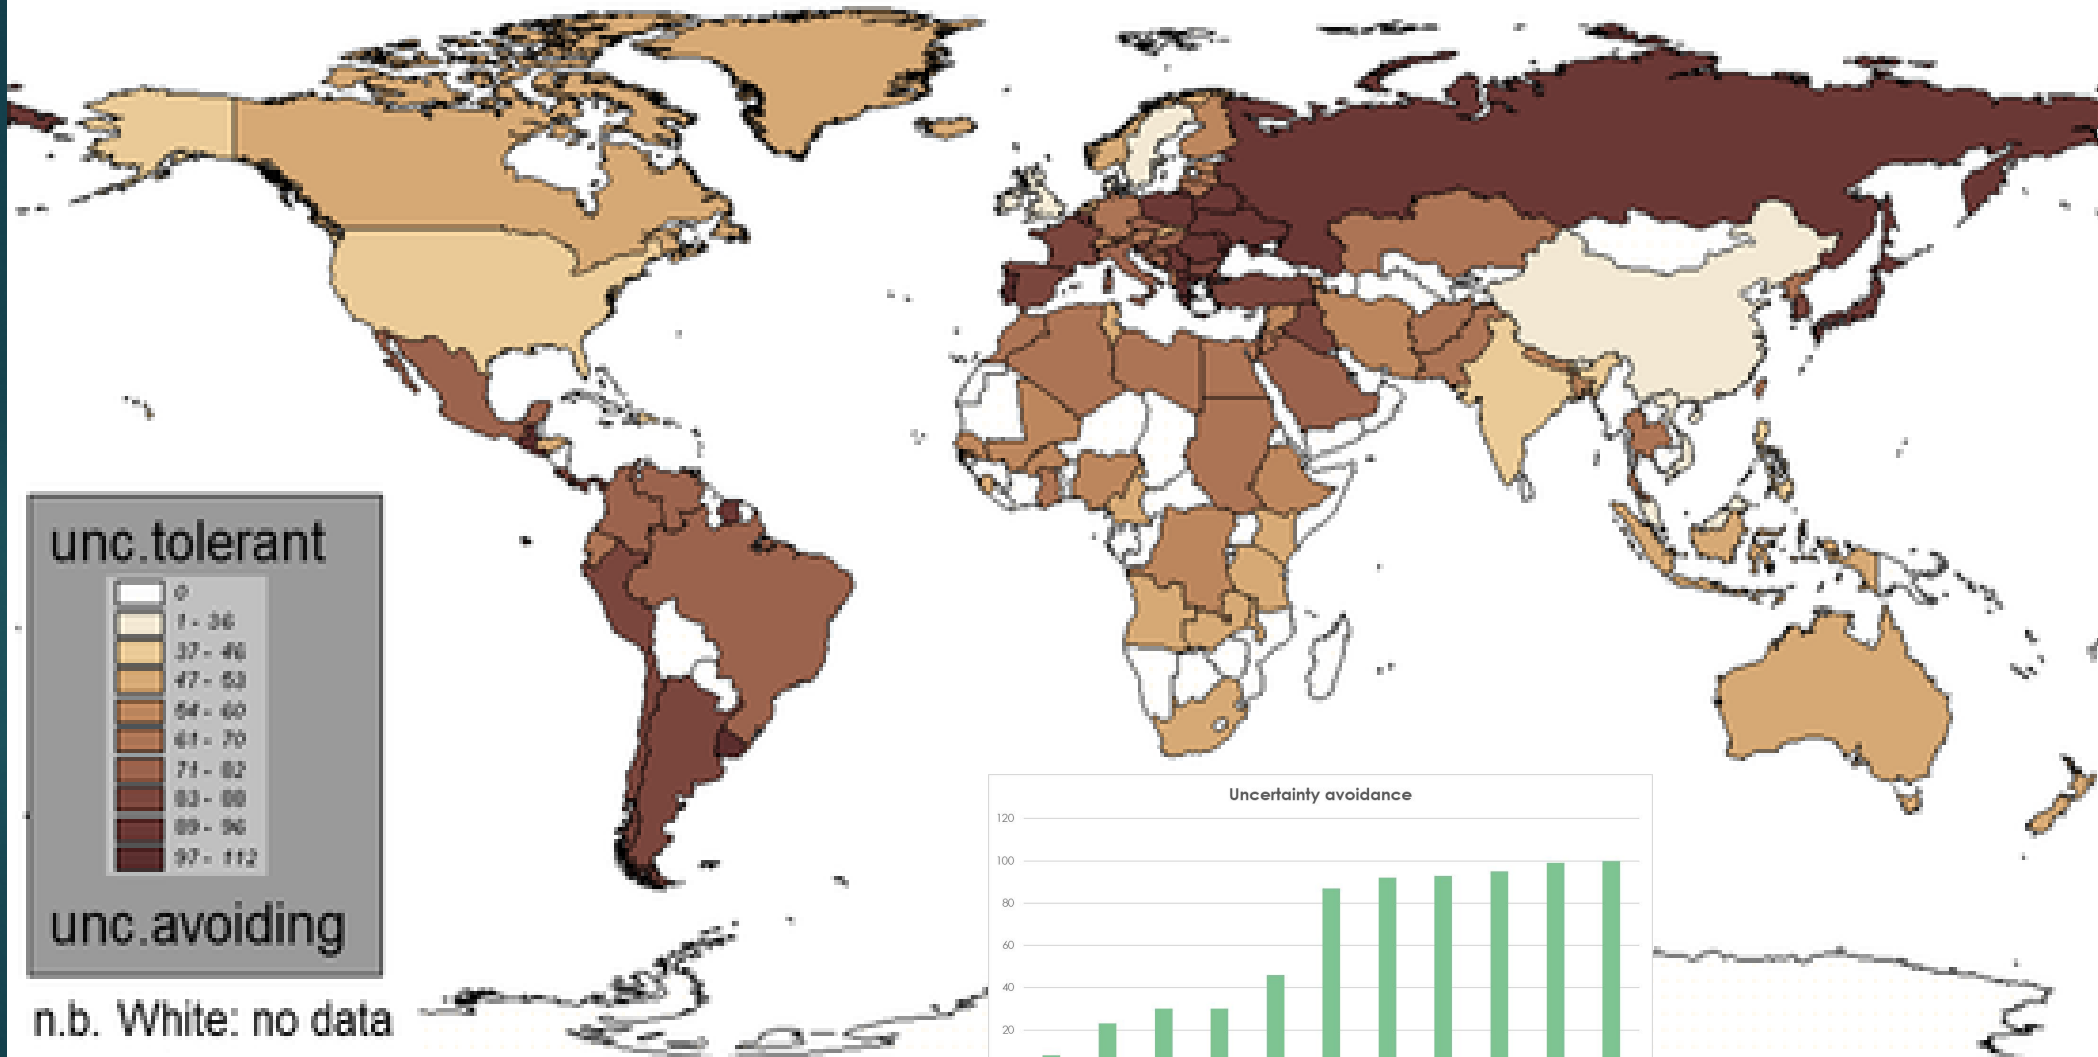 unc.tolerant
0
1 - 36
37 - 46
47 - 53
54 - 60
61 - 70
71 - 82
83 - 88
89 - 96
97 - 112
unc.avoiding
n.b. White: no data
Uncertainty avoidance
120
100
80
60
40
20